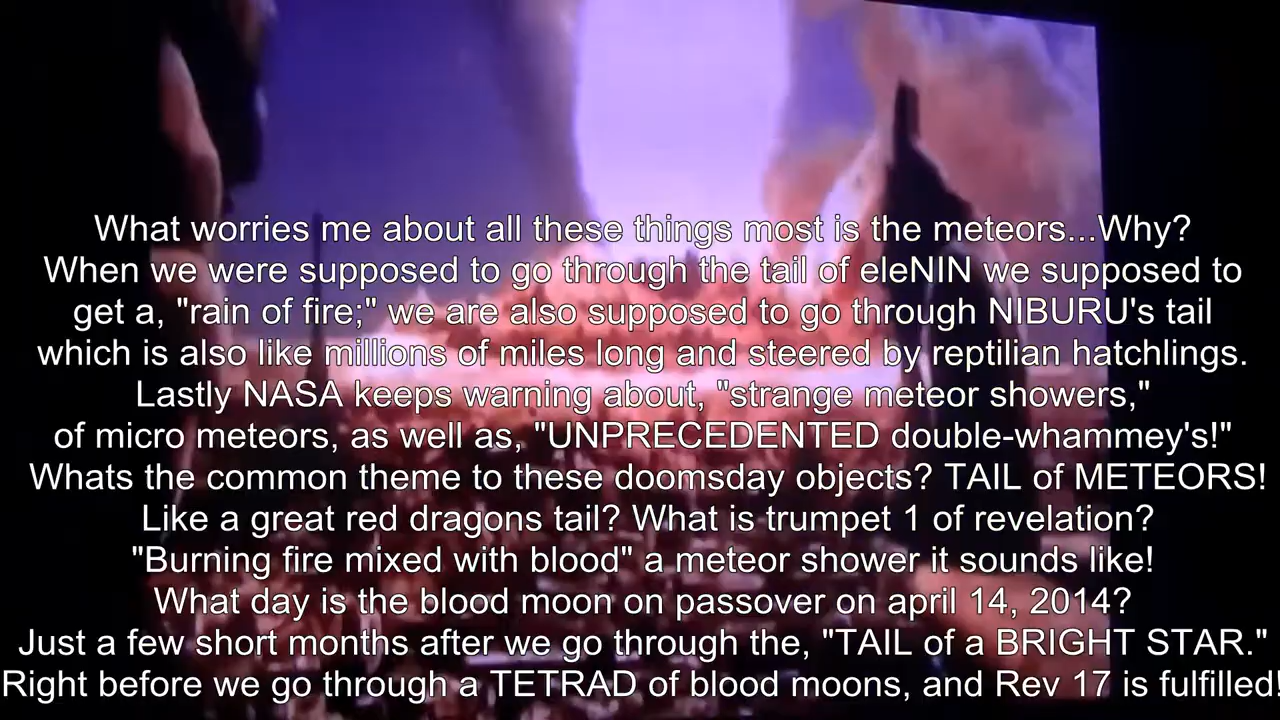 What worries me about all these things most is the meteors...Why?
When we were supposed to go through the tail of eleNIN we supposed to
get a, "rain of fire;" we are also supposed to go through NIBURU's tail
which is also like millions of miles long and steered by reptilian hatchlings.
Lastly NASA keeps warning about, "strange meteor showers,"
of micro meteors, as well as, "UNPRECEDENTED double-whammey's!"
Whats the common theme to these doomsday objects? TAIL of METEORS!
Like a great red dragons tail? What is trumpet 1 of revelation?
"Burning fire mixed with blood" a meteor shower it sounds like!
What day is the blood moon on passover on april 14, 2014?
Just a few short months after we go through the, "TAIL of a BRIGHT STAR."
Right before we go through a TETRAD of blood moons, and Rev 17 is fulfilled!